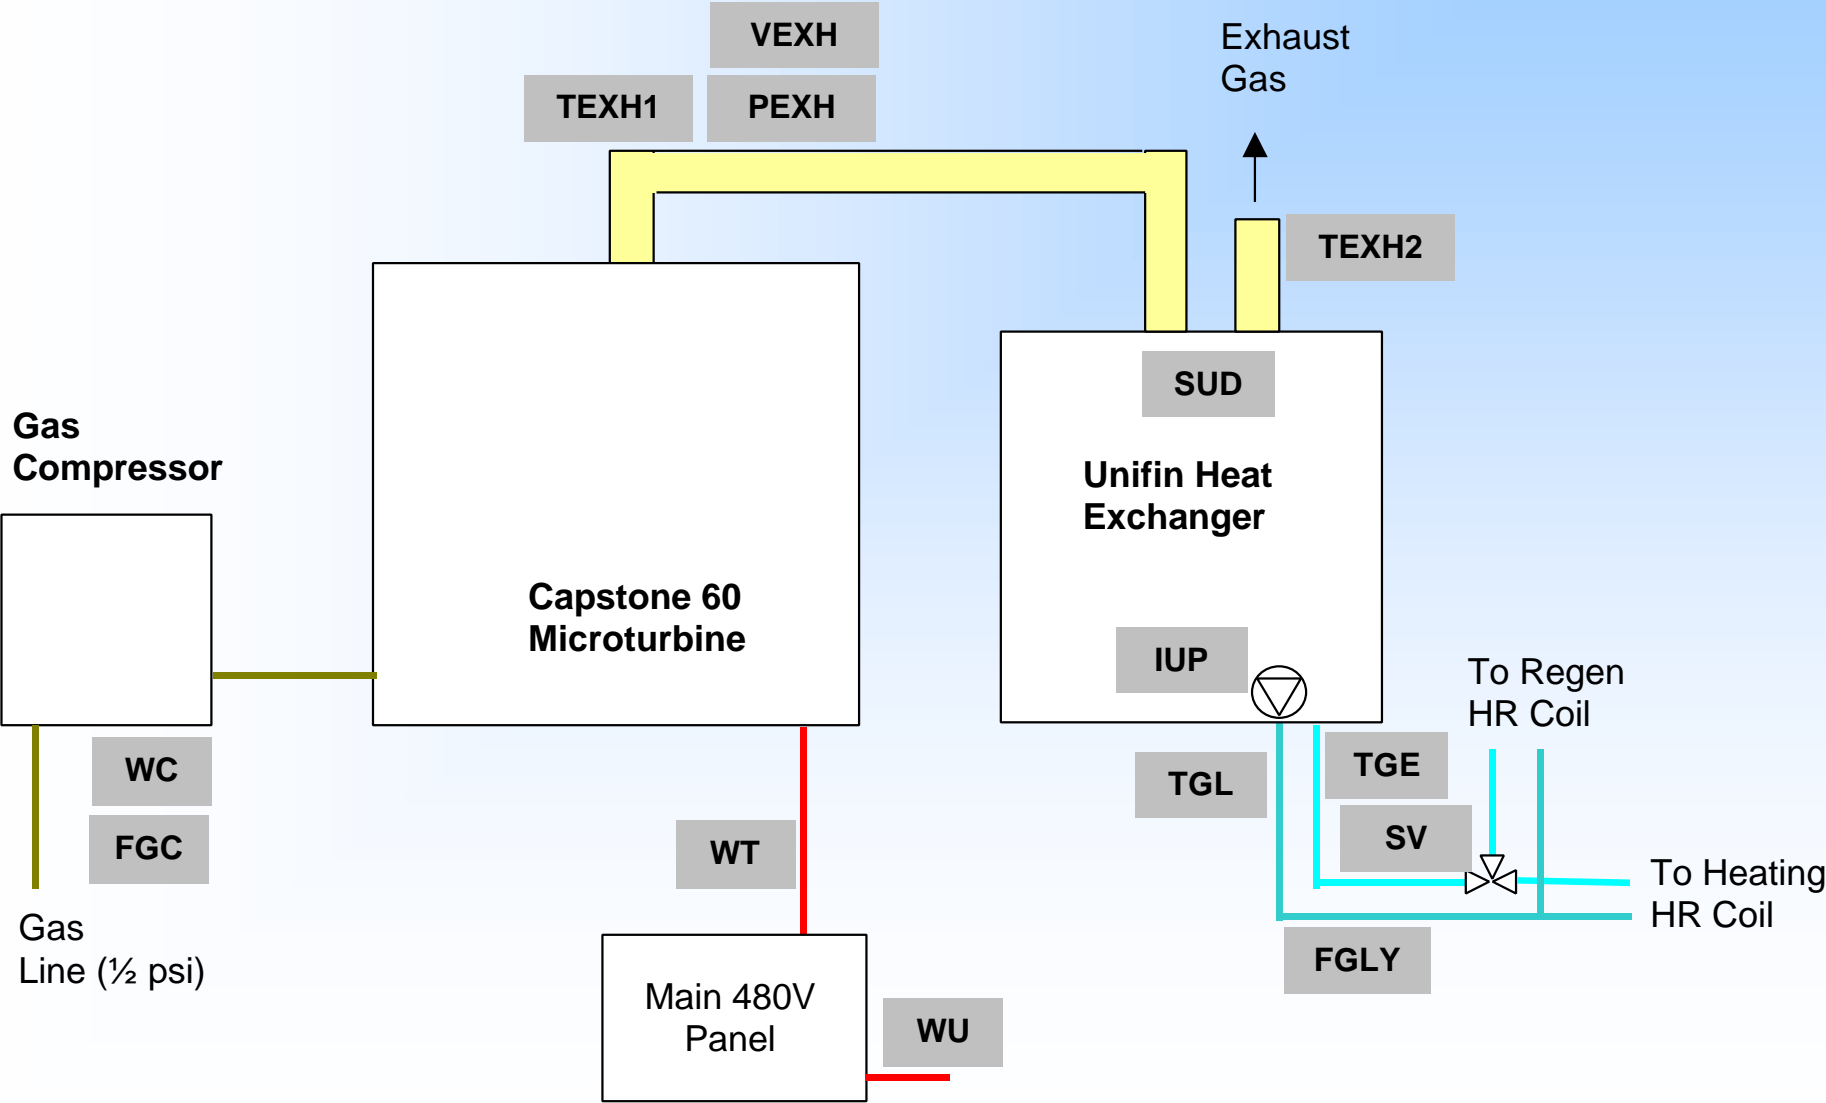 VEXH
Exhaust
Gas
TEXH1
PEXH
TEXH2
SUD
Gas
Compressor
Unifin Heat
Exchanger
Capstone 60
Microturbine
IUP
To Regen
HR Coil
WC
TGL
TGE
FGC
WT
SV
To Heating
HR Coil
Gas
Line (½ psi)
FGLY
Main 480V
Panel
WU